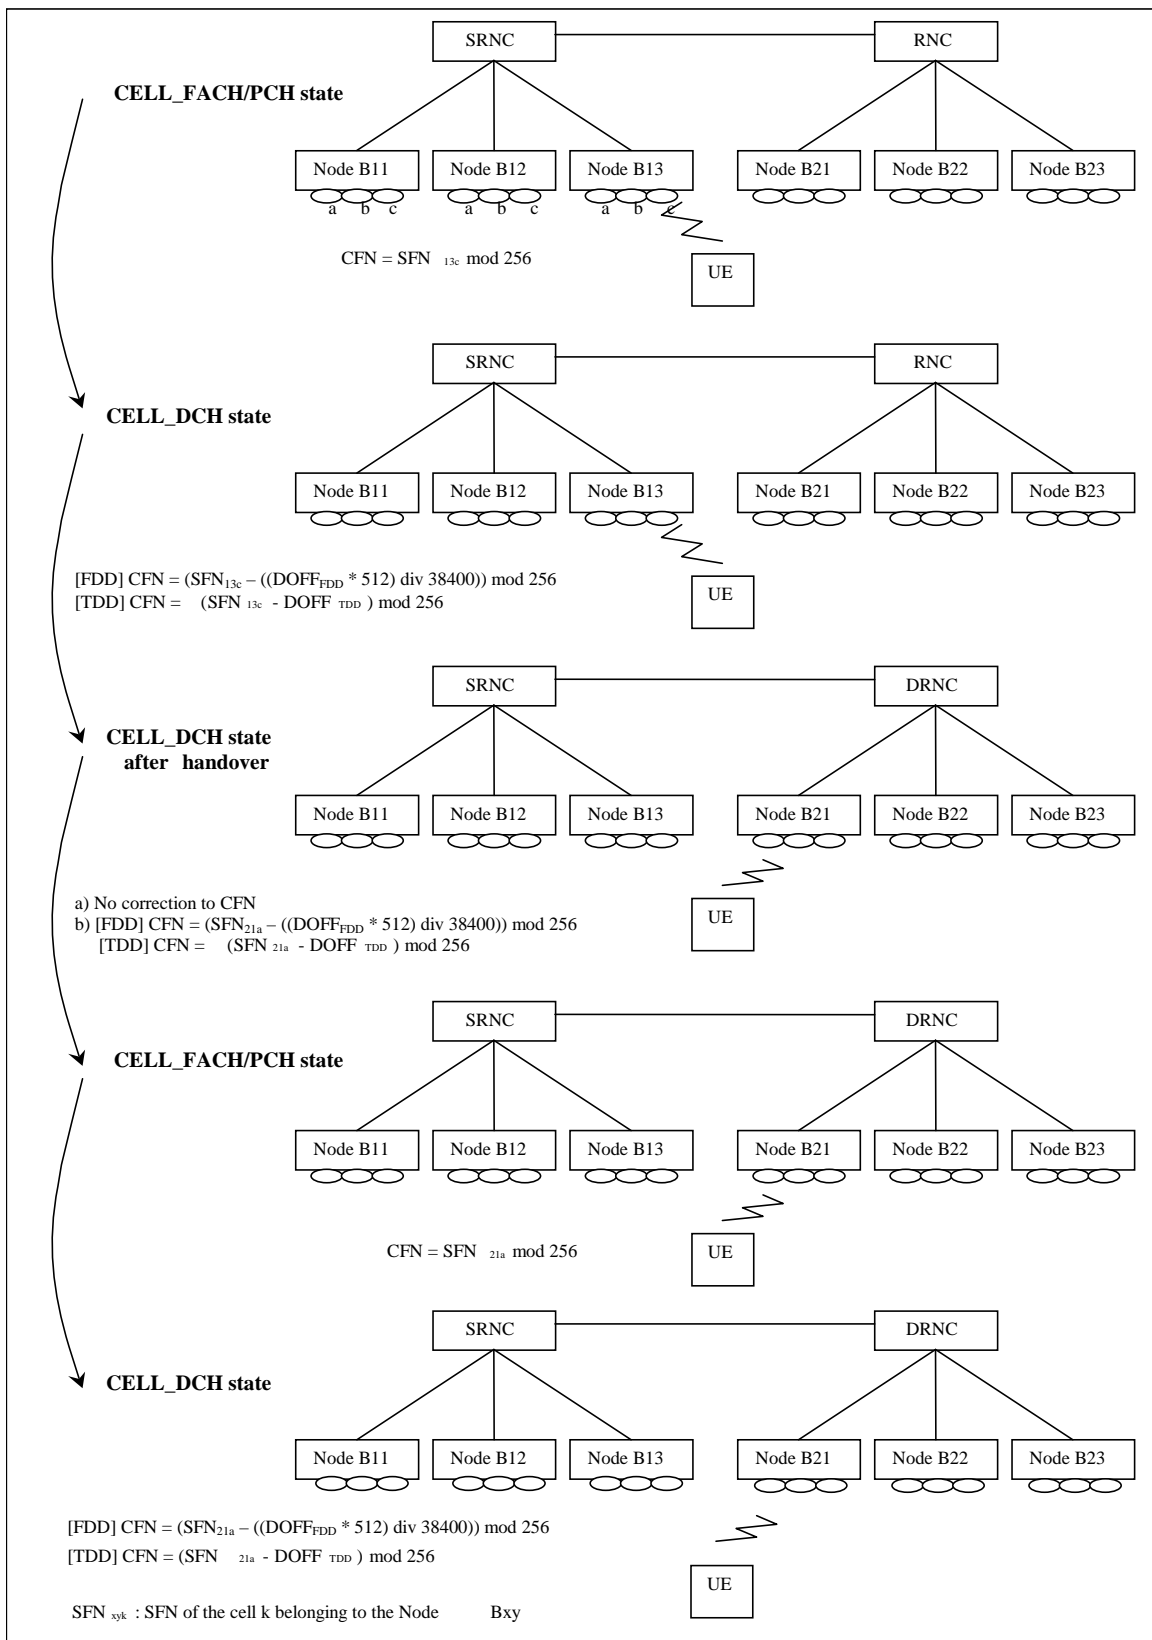 SRNC RNC
CELL_FACH/PCH state
Node B11 Node B12 Node B13 Node B21 Node B22 Node B23
a b c a b c a b c
CFN = SFN 13c mod 256
UE
SRNC RNC
CELL_DCH state
Node B11 Node B12 Node B13 Node B21 Node B22 Node B23
[FDD] CFN = (SFN13c – ((DOFFFDD * 512) div 38400)) mod 256
UE
[TDD] CFN = (SFN 13c - DOFF TDD ) mod 256
SRNC DRNC
CELL_DCH state
after handover
Node B11 Node B12 Node B13 Node B21 Node B22 Node B23
a) No correction to CFN
UE
b) [FDD] CFN = (SFN21a – ((DOFFFDD * 512) div 38400)) mod 256
[TDD] CFN = (SFN 21a - DOFF TDD ) mod 256
SRNC DRNC
CELL_FACH/PCH state
Node B11 Node B12 Node B13 Node B21 Node B22 Node B23
CFN = SFN 21a mod 256
UE
SRNC DRNC
CELL_DCH state
Node B11 Node B12 Node B13 Node B21 Node B22 Node B23
[FDD] CFN = (SFN21a – ((DOFFFDD * 512) div 38400)) mod 256
[TDD] CFN = (SFN 21a - DOFF TDD ) mod 256
UE
SFN xyk : SFN of the cell k belonging to the Node Bxy